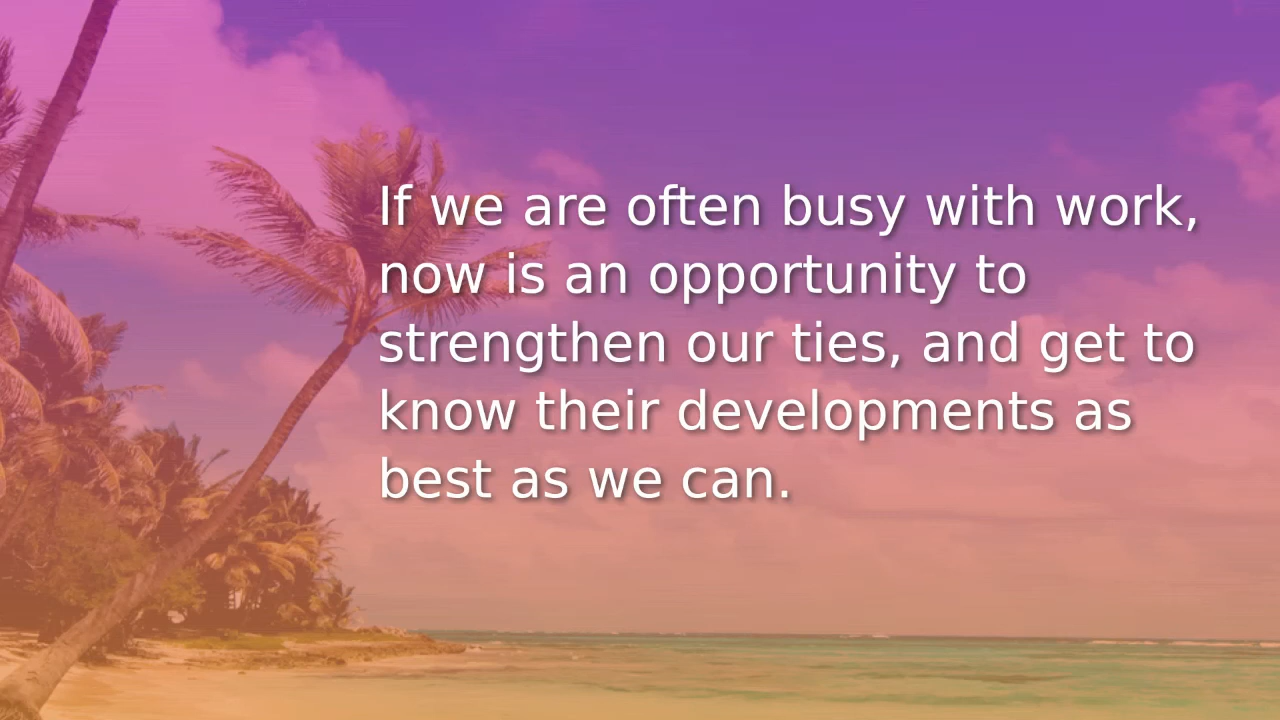 If we are often busy with work,
now is an opportunity to
strengthen our ties, and get to
know their developments as
best as we can.